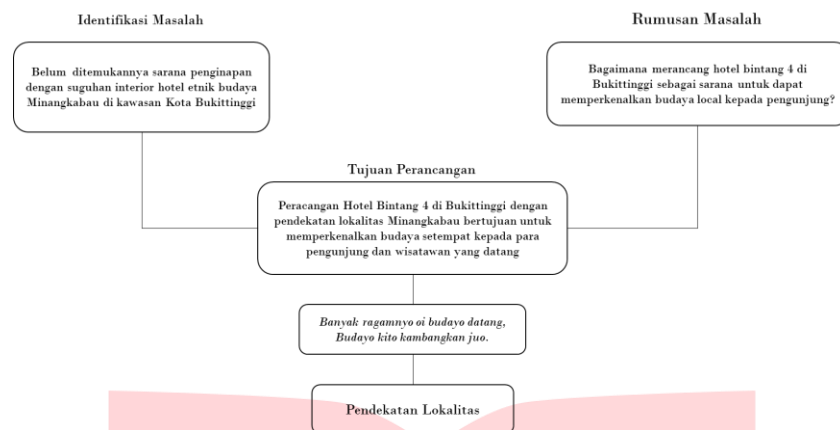 Identifikasi Masalah
Rumusan Masalah
Belum ditemukannya sarana penginapan
dengan suguhan interior hotel etnik budaya
Minangkabau di kawasan Kota Bukittinggi
Bagaimana merancang hotel bintang 4 di
Bukittinggi sebagai sarana untuk dapat
memperkenalkan budaya local kepada pengunjung?
Tujuan Perancangan
Peracangan Hotel Bintang 4 di Bukittinggi dengan
pendekatan lokalitas Minangkabau bertujuan untuk
memperkenalkan budaya setempat kepada para
pengunjung dan wisatawan yang datang
Banyak ragamnyo oi budayo datang,
Budayo kito kambangkan juo.
Pendekatan Lokalitas